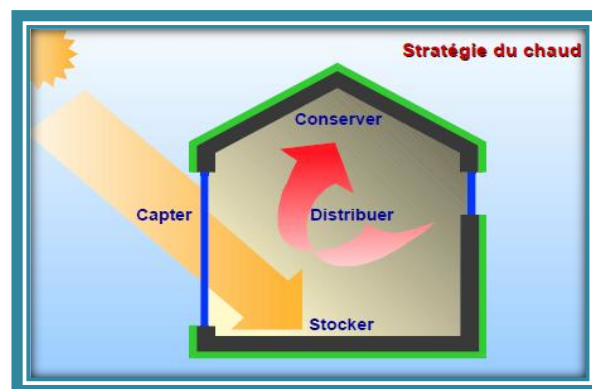 Stratégie du chaud
Conserver
Capter
Distribuer
Stocker